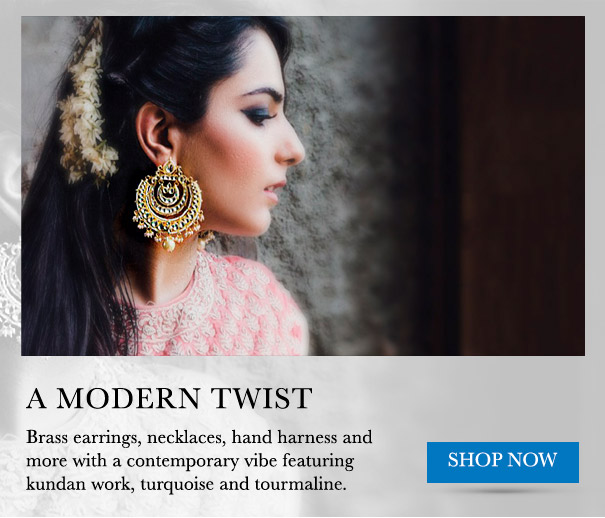 A MODERN TWIST
Brass earrings, necklaces, hand harness and
more with a contemporary vibe featuring
kundan work, turquoise and tourmaline.
SHOP NOW